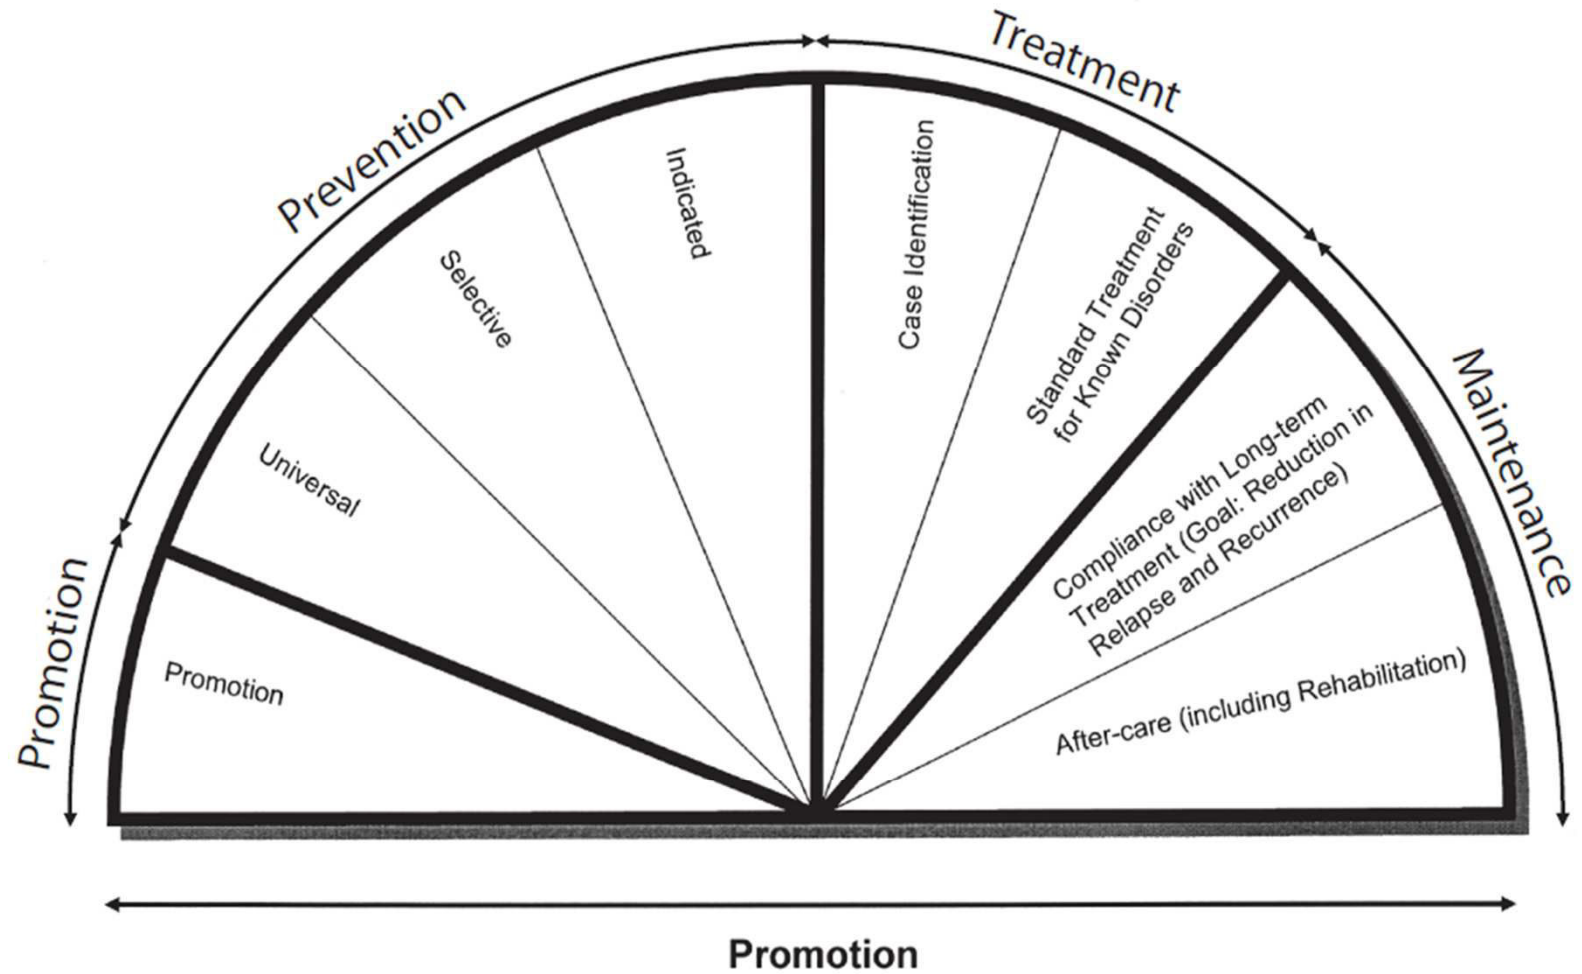 Treatment
Prevention
Maintenance
Promotion
Promotion
Universal
Selective
Indicated
Case Identification
Standard Treatment
for Known Disorders
Compliance with Long-term
Treatment (Goal: Reduction in
Relapse and Recurrence)
After-care (including Rehabilitation)
Promotion